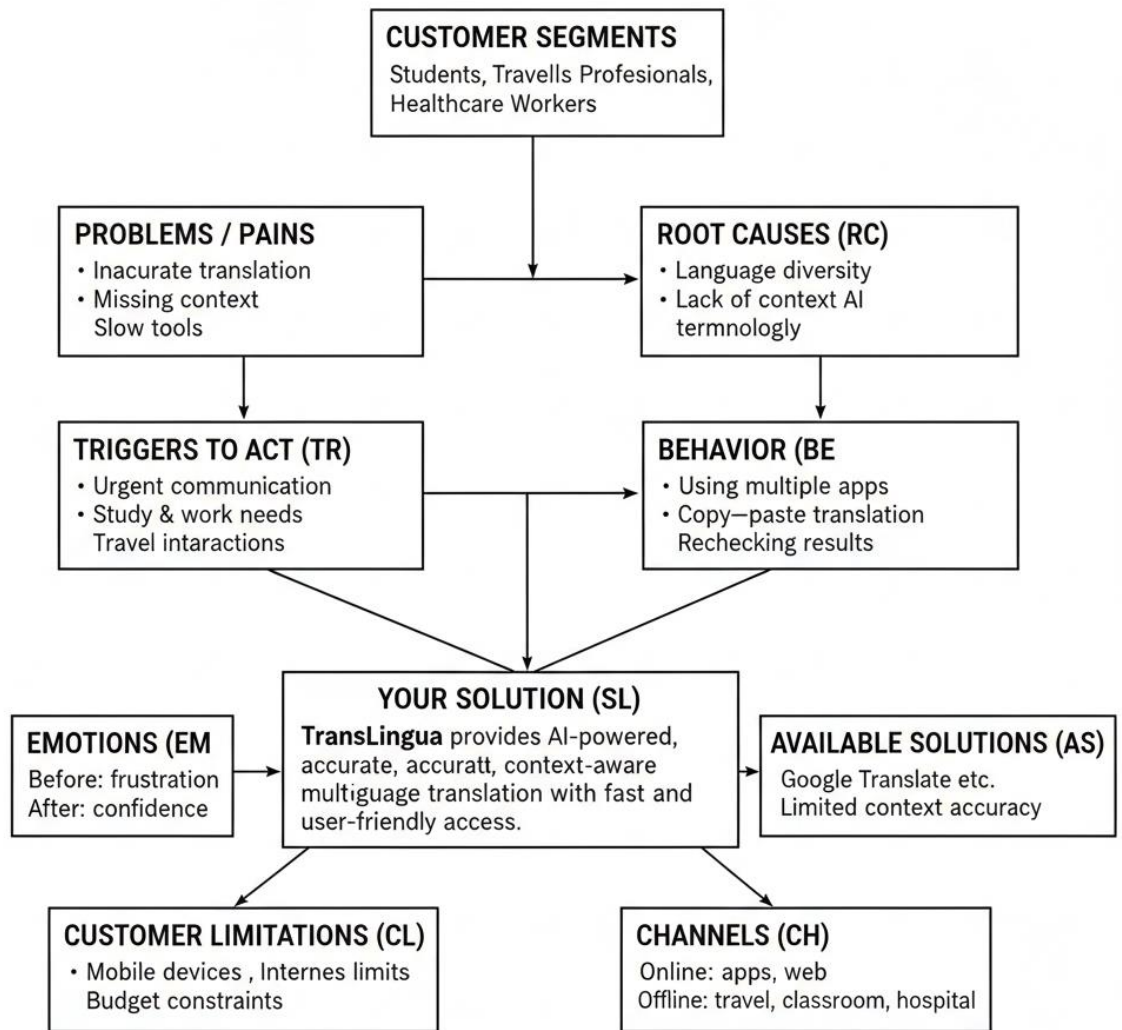 CUSTOMER SEGMENTS
Students, Travells Profesionals,
Healthcare Workers
PROBLEMS / PAINS
• Inacurate translation
• Missing context
Slow tools
ROOT CAUSES (RC)
• Language diversity
• Lack of context AI
termnologly
TRIGGERS TO ACT (TR)
• Urgent communication
• Study & work needs
Travel intaractions
BEHAVIOR (BE
• Using multiple apps
• Copy—paste translation
Rechecking results
YOUR SOLUTION (SL)
TransLingua provides AI-powered,
accurate, accuratt, context-aware
multiguage translation with fast and
user-friendly access.
EMOTIONS (EM
Before: frustration
After: confidence
AVAILABLE SOLUTIONS (AS)
Google Translate etc.
Limited context accuracy
CUSTOMER LIMITATIONS (CL)
• Mobile devices , Internes limits
Budget constraints
CHANNELS (CH)
Online: apps, web
Offline: travel, classroom, hospital